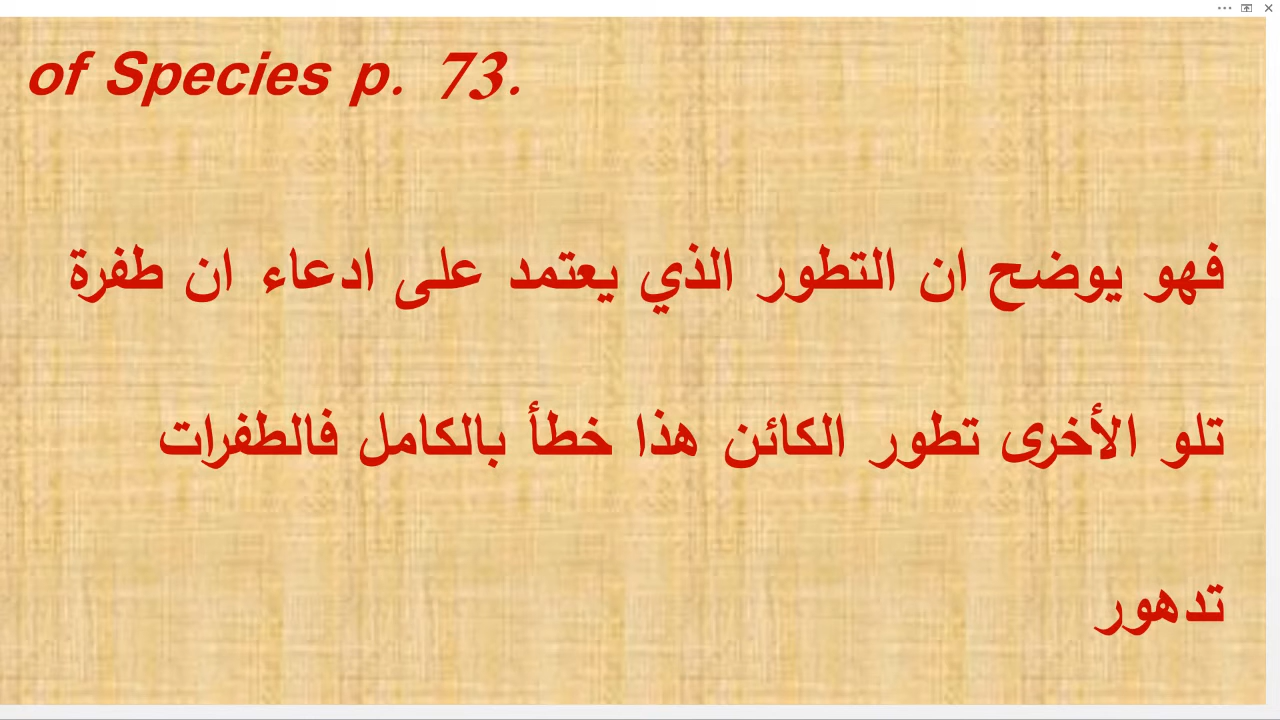 of Species p. 73.
فهو يوضح ان التطور الذي يعتمد على ادعاء ان طفرة
تلو الأخرى تطور الكائن هذا خطأ بالكامل فالطفرات
تدهور